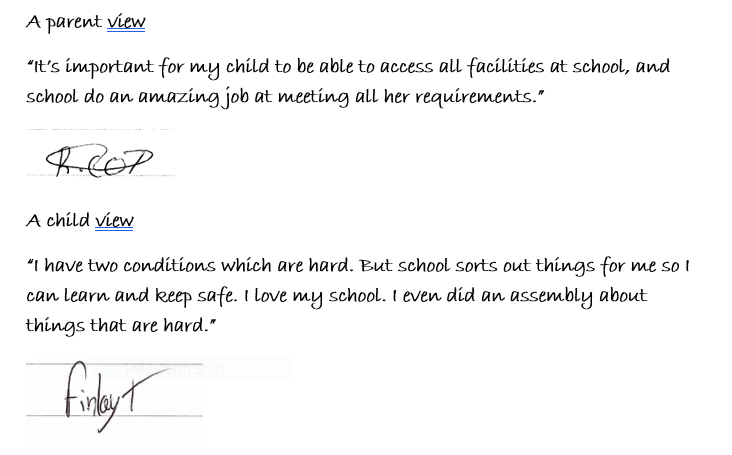 A parent view
"It's important for my child to be able to access all facilities at school, and
school do an amazing job at meeting all her requirements."
A child view
"I have two conditions which are hard. But school sorts out things for me so I
can learn and keep safe. I love my school. I even did an assembly about
things that are hard."
Finlay T